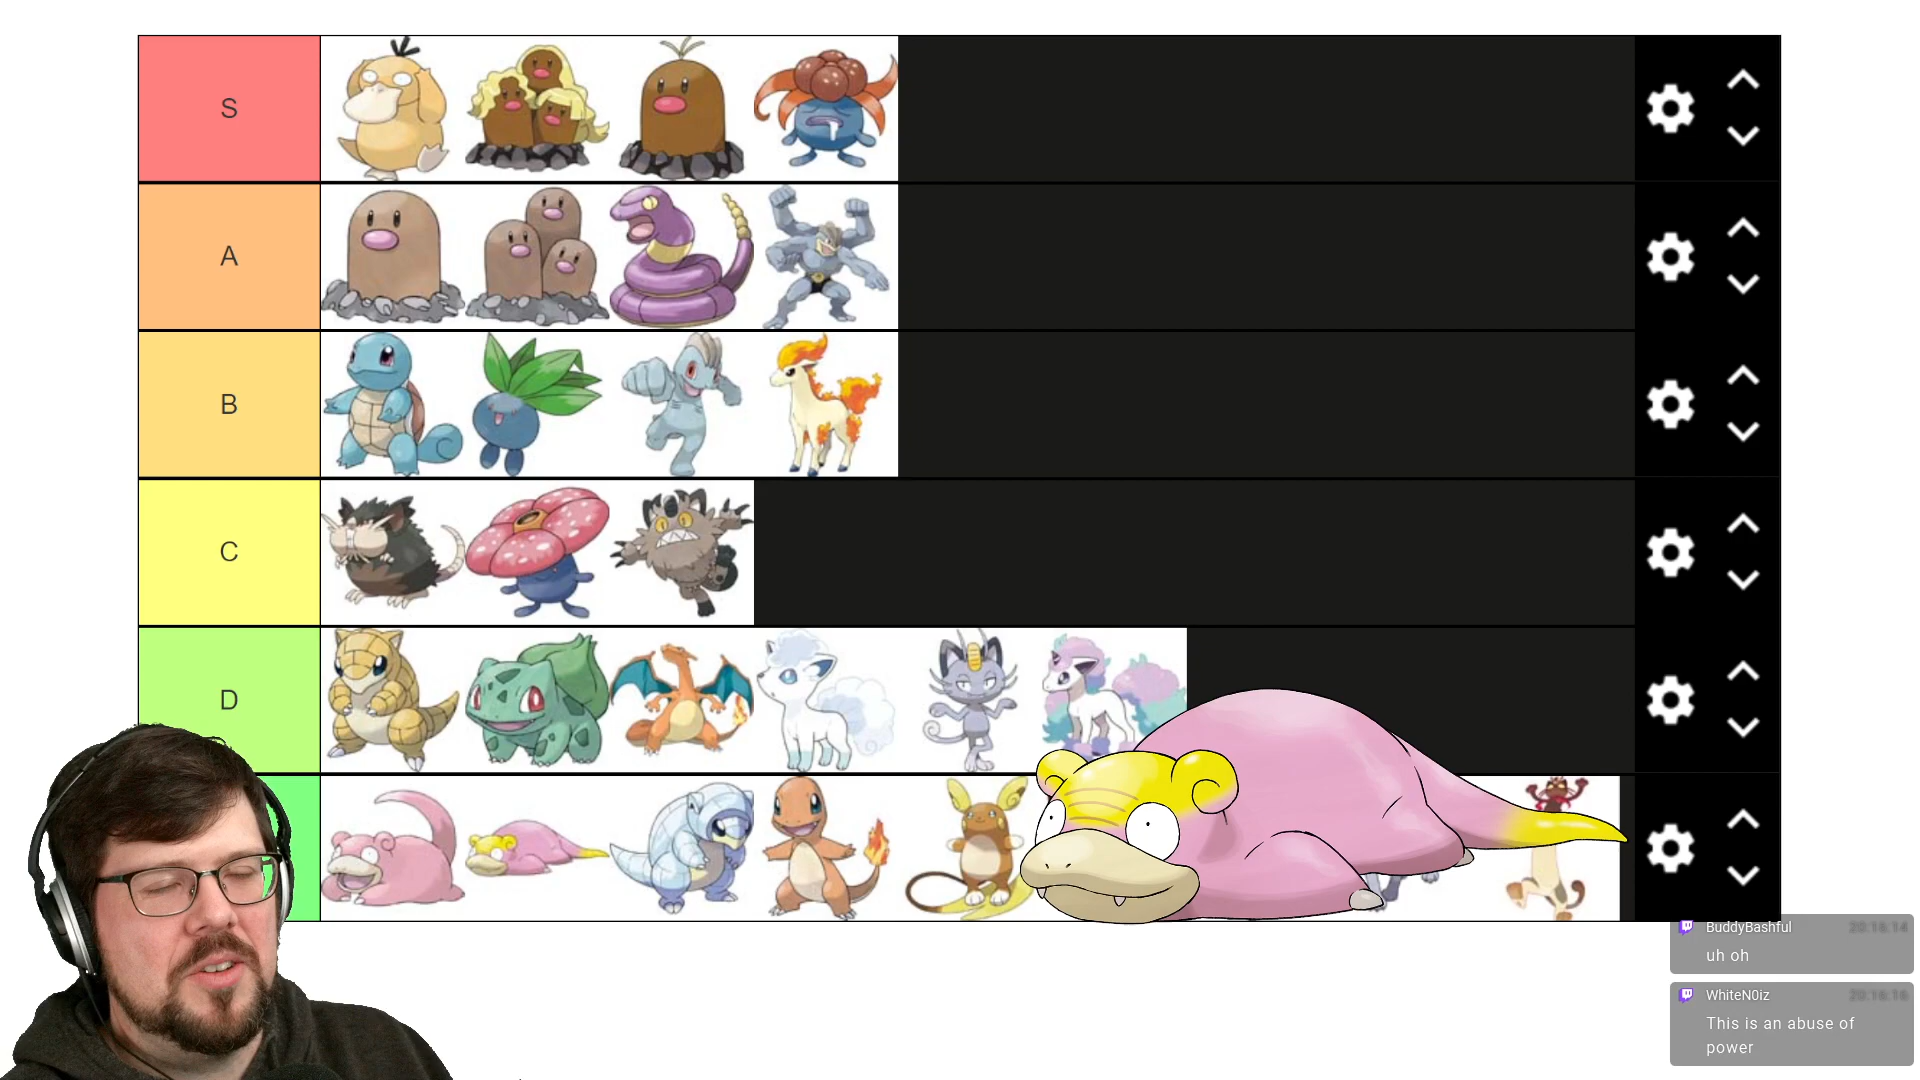 S
A
B
C
D
BuddyBashful
uh oh
WhiteN0iz
This is an abuse of
power